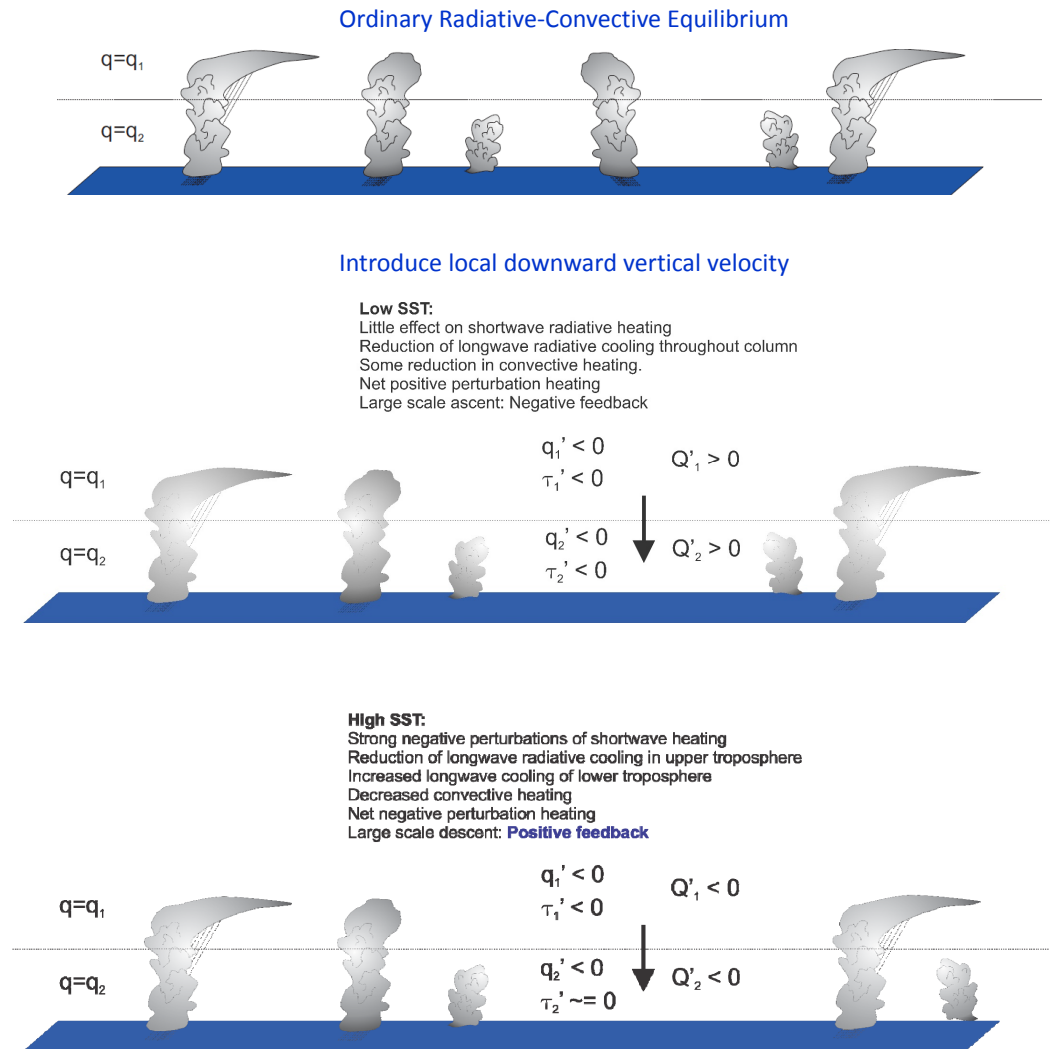 Ordinary Radiative-Convective Equilibrium
q=q₁
q=q₂
Introduce local downward vertical velocity
Low SST:
Little effect on shortwave radiative heating
Reduction of longwave radiative cooling throughout column
Some reduction in convective heating.
Net positive perturbation heating
Large scale ascent: Negative feedback
q₁' < 0
Q'₁ > 0
τ₁' < 0
q=q₁
q₂' < 0
Q'₂ > 0
τ₂' < 0
q=q₂
High SST:
Strong negative perturbations of shortwave heating
Reduction of longwave radiative cooling in upper troposphere
Increased longwave cooling of lower troposphere
Decreased convective heating
Net negative perturbation heating
Large scale descent: Positive feedback
q₁' < 0
Q'₁ < 0
τ₁' < 0
q=q₁
q₂' < 0
Q'₂ < 0
τ₂' ~= 0
q=q₂